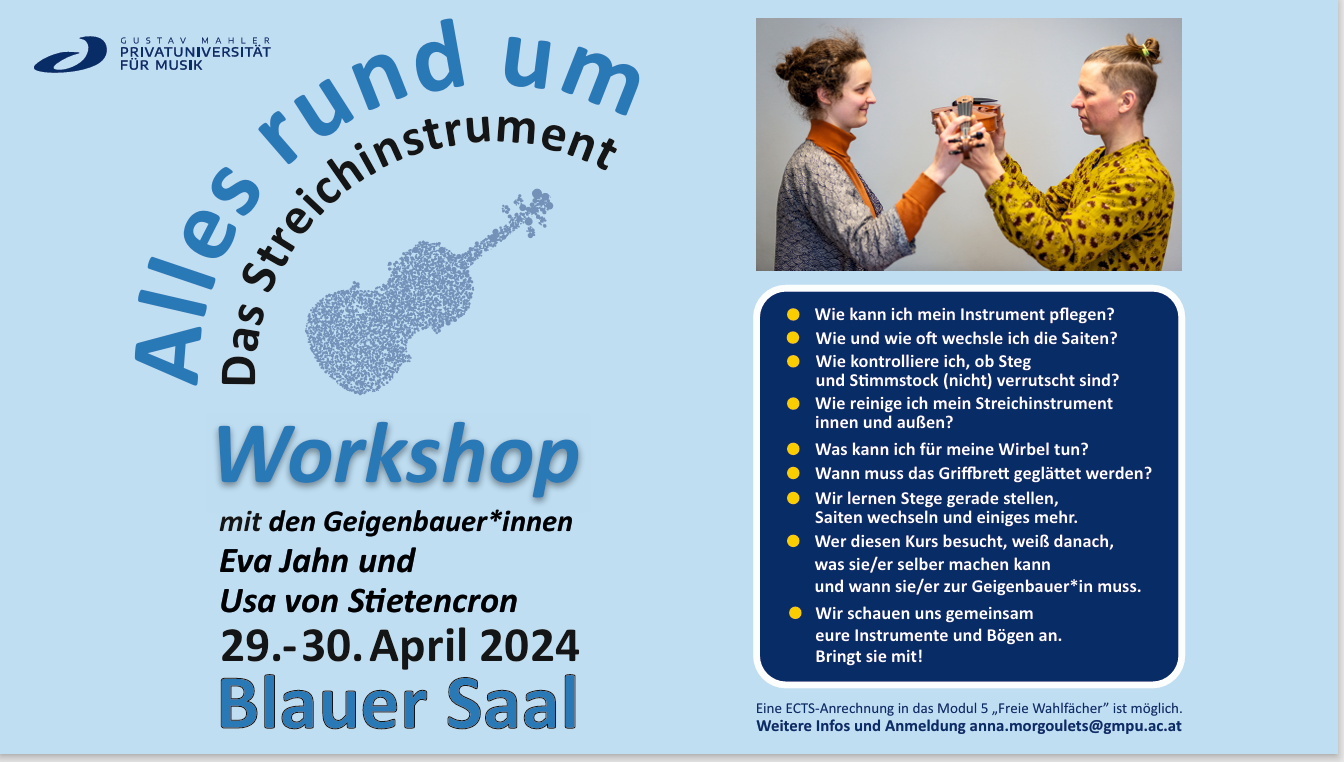 GUSTAV MAHLER
PRIVATUNIVERSITÄT
FÜR MUSIK
Alles rund um
Das Streichinstrument
Workshop
mit den Geigenbauer*innen
Eva Jahn und
Usa von Stietencron
29.-30. April 2024
Blauer Saal
Wie kann ich mein Instrument pflegen?
Wie und wie oft wechsle ich die Saiten?
Wie kontrolliere ich, ob Steg
und Stimmstock (nicht) verrutscht sind?
Wie reinige ich mein Streichinstrument
innen und außen?
Was kann ich für meine Wirbel tun?
Wann muss das Griffbrett geglättet werden?
Wir lernen Stege gerade stellen,
Saiten wechseln und einiges mehr.
Wer diesen Kurs besucht, weiß danach,
was sie/er selber machen kann
und wann sie/er zur Geigenbauer*in muss.
Wir schauen uns gemeinsam
eure Instrumente und Bögen an.
Bringt sie mit!
Eine ECTS-Anrechnung in das Modul 5 „Freie Wahlfächer” ist möglich.
Weitere Infos und Anmeldung anna.morgoulets@gmpu.ac.at